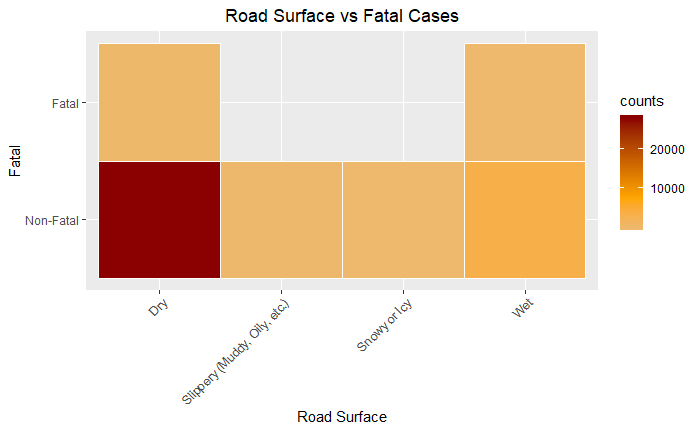 Road Surface vs Fatal Cases
Fatal
Non-Fatal
Fatal
counts
20000
10000
Dry
Slippery (Muddy, Oily, etc.)
Snowy or Icy
Wet
Road Surface